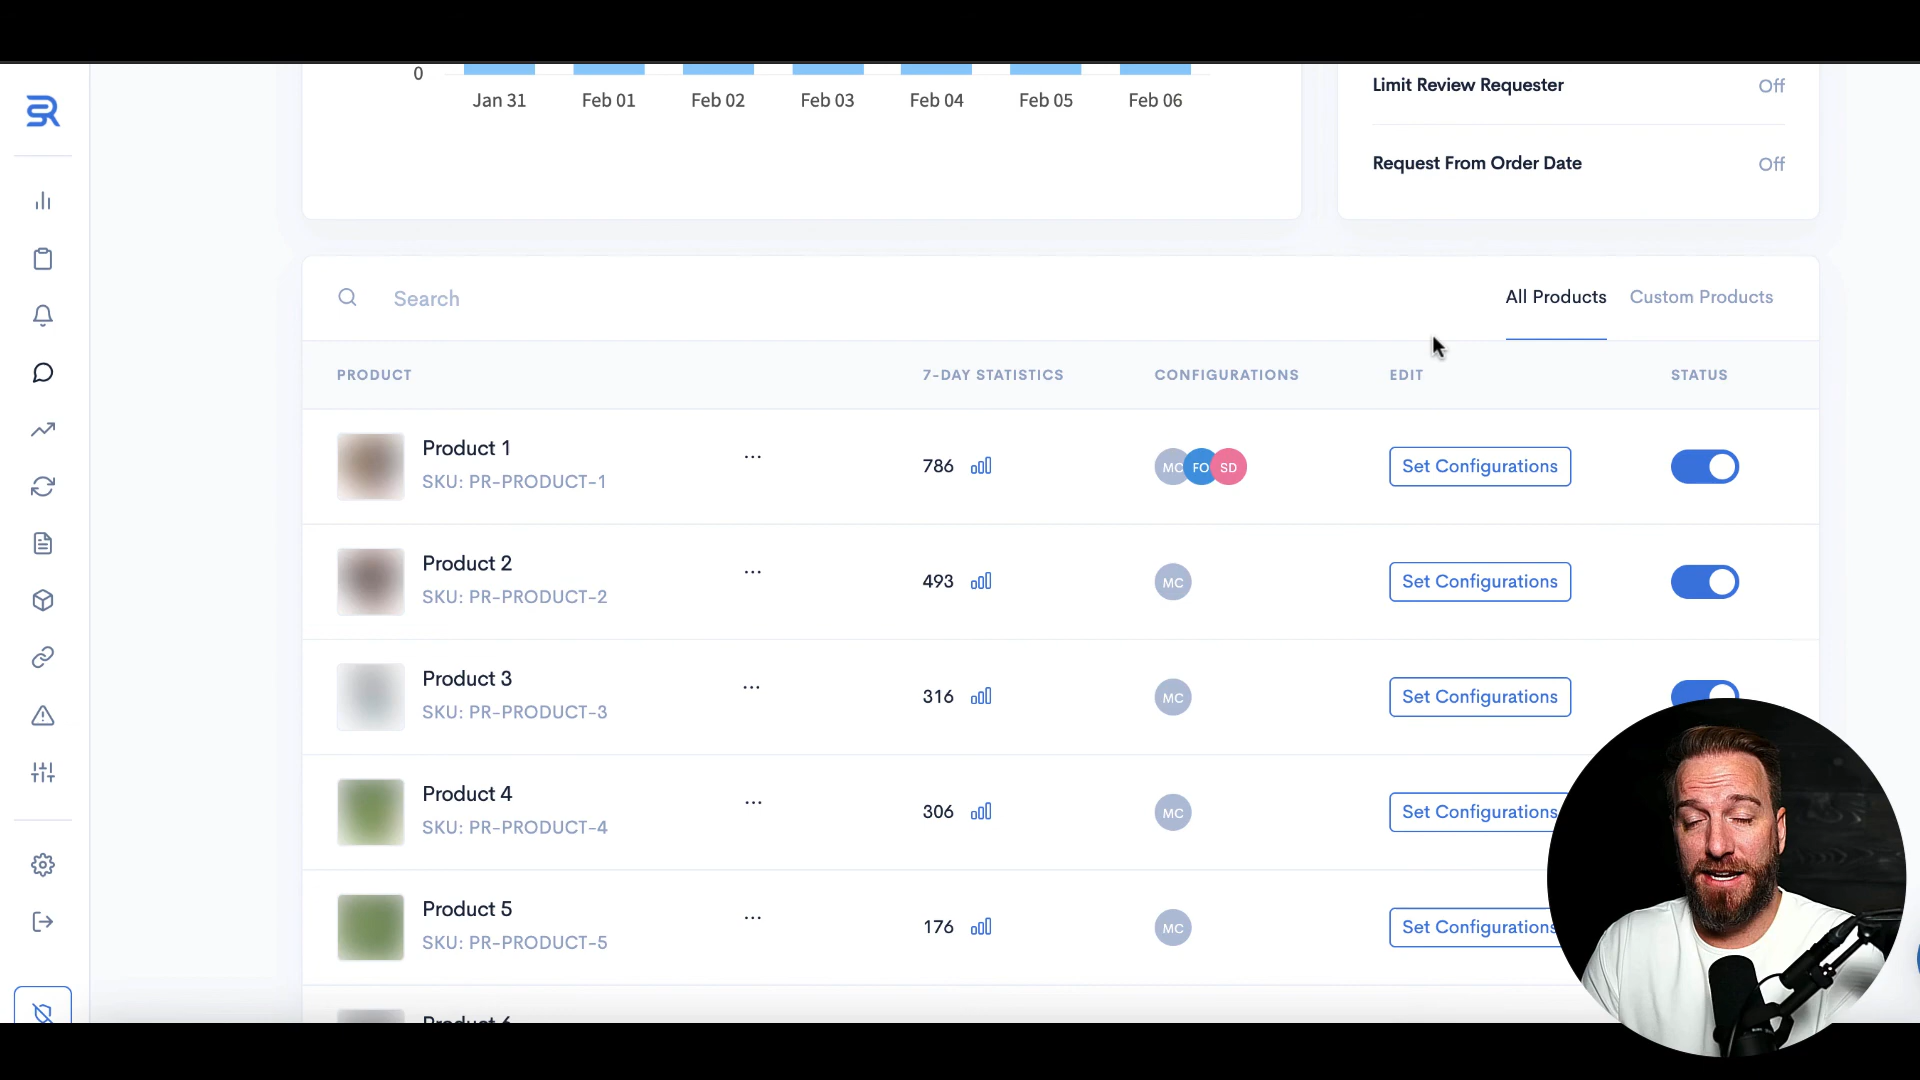 0
Jan 31 Feb 01 Feb 02 Feb 03 Feb 04 Feb 05 Feb 06
Limit Review Requester Off
Request From Order Date Off
SR
Search All Products Custom Products
PRODUCT 7-DAY STATISTICS CONFIGURATIONS EDIT STATUS
Product 1
SKU: PR-PRODUCT-1
... 786 MC FO SD Set Configurations
Product 2
SKU: PR-PRODUCT-2
... 493 MC Set Configurations
Product 3
SKU: PR-PRODUCT-3
... 316 MC Set Configurations
Product 4
SKU: PR-PRODUCT-4
... 306 MC Set Configurations
Product 5
SKU: PR-PRODUCT-5
... 176 MC Set Configurations
Product 6